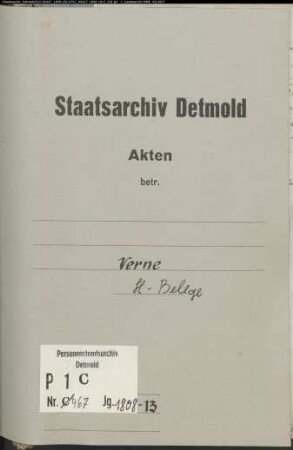 Staatsarchiv Detmold
Akten
betr.
Verne
H-Belege
Personenstandsarchiv
Detmold
P 1 C
Nr. 467 Jg. 1808-13